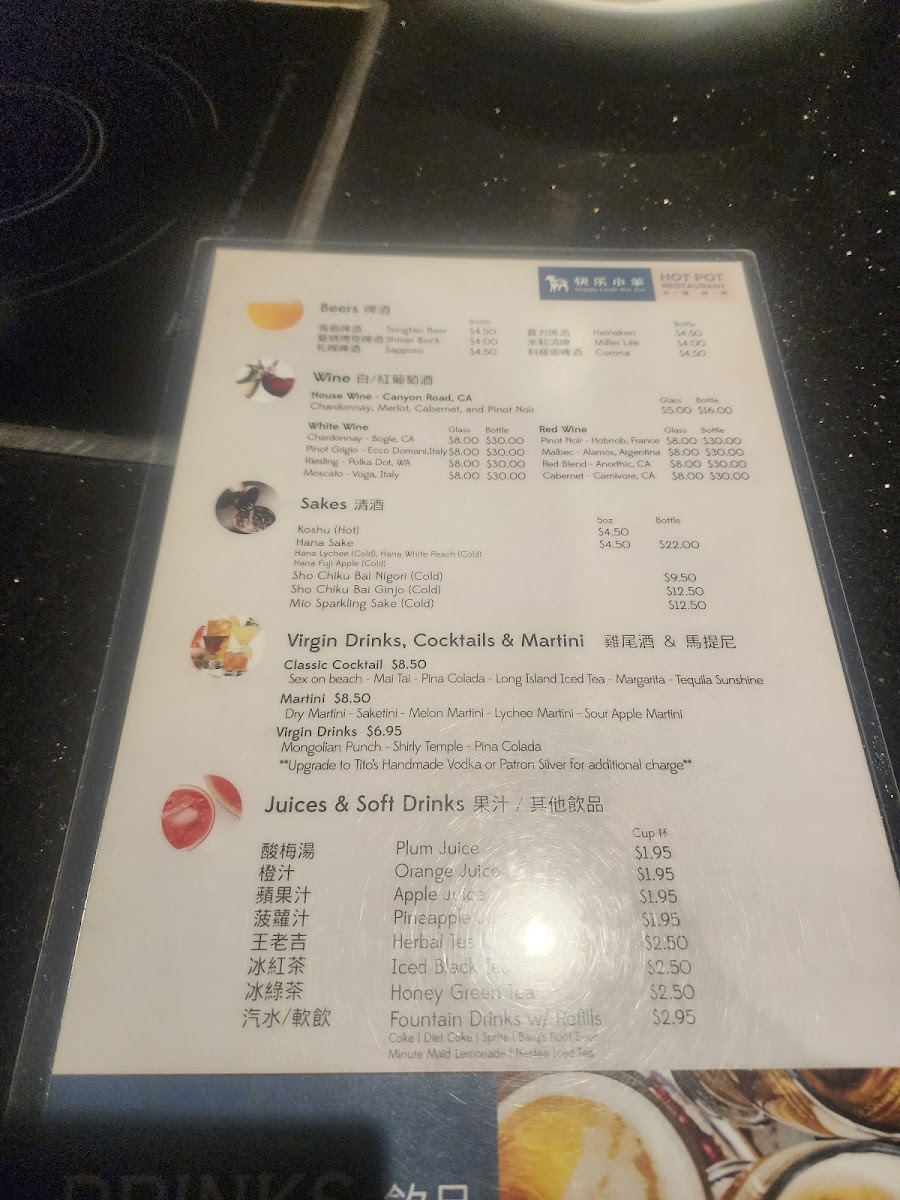 快乐小羊
Happy Lamb Hot Pot
HOT POT
RESTAURANT
Beers 啤酒
Bottle Bottle
青島啤酒 Tsingtao Beer $4.50 喜力啤酒 Heineken $4.50
Shiner Bock $4.00 Miller Lite $4.00
札幌啤酒 Sapporo $4.50 Corona $4.50
Wine 白/紅葡萄酒
House Wine - Canyon Road, CA Glass Bottle
Chardonnay, Merlot, Cabernet, and Pinot Noir $5.00 $16.00
White Wine Glass Bottle Red Wine Glass Bottle
Chardonnay - Bogle, CA $8.00 $30.00 Pinot Noir - Hobnob, France $8.00 $30.00
Pinot Grigio - Ecco Domani,Italy $8.00 $30.00 Malbec - Alamos, Argentina $8.00 $30.00
Riesling - Polka Dot, WA $8.00 $30.00 Red Blend - Anorthic, CA $8.00 $30.00
Moscato - Voga, Italy $8.00 $30.00 Cabernet - Carnivore, CA $8.00 $30.00
Sakes 清酒
5oz Bottle
Koshu (Hot) $4.50
Hana Sake $4.50 $22.00
Hana Lychee (Cold), Hana White Peach (Cold)
Hana Fuji Apple (Cold)
Sho Chiku Bai Nigori (Cold) $9.50
Sho Chiku Bai Ginjo (Cold) $12.50
Mio Sparkling Sake (Cold) $12.50
Virgin Drinks, Cocktails & Martini 雞尾酒 & 馬提尼
Classic Cocktail $8.50
Sex on beach - Mai Tai - Pina Colada - Long Island Iced Tea - Margarita - Tequila Sunshine
Martini $8.50
Dry Martini - Saketini - Melon Martini - Lychee Martini - Sour Apple Martini
Virgin Drinks $6.95
Mongolian Punch - Shirly Temple - Pina Colada
**Upgrade to Tito's Handmade Vodka or Patron Silver for additional charge**
Juices & Soft Drinks 果汁 / 其他飲品
Cup 杯
酸梅湯 Plum Juice $1.95
橙汁 Orange Juice $1.95
蘋果汁 Apple Juice $1.95
菠蘿汁 Pineapple Juice $1.95
王老吉 Herbal Tea $2.50
冰紅茶 Iced Black Tea $2.50
冰綠茶 Honey Green Tea $2.50
汽水/軟飲 Fountain Drinks w/ Refills $2.95
Coke | Diet Coke | Sprite | Barq's Root Beer
Minute Maid Lemonade | Nestea Iced Tea
DRINKS 飲品